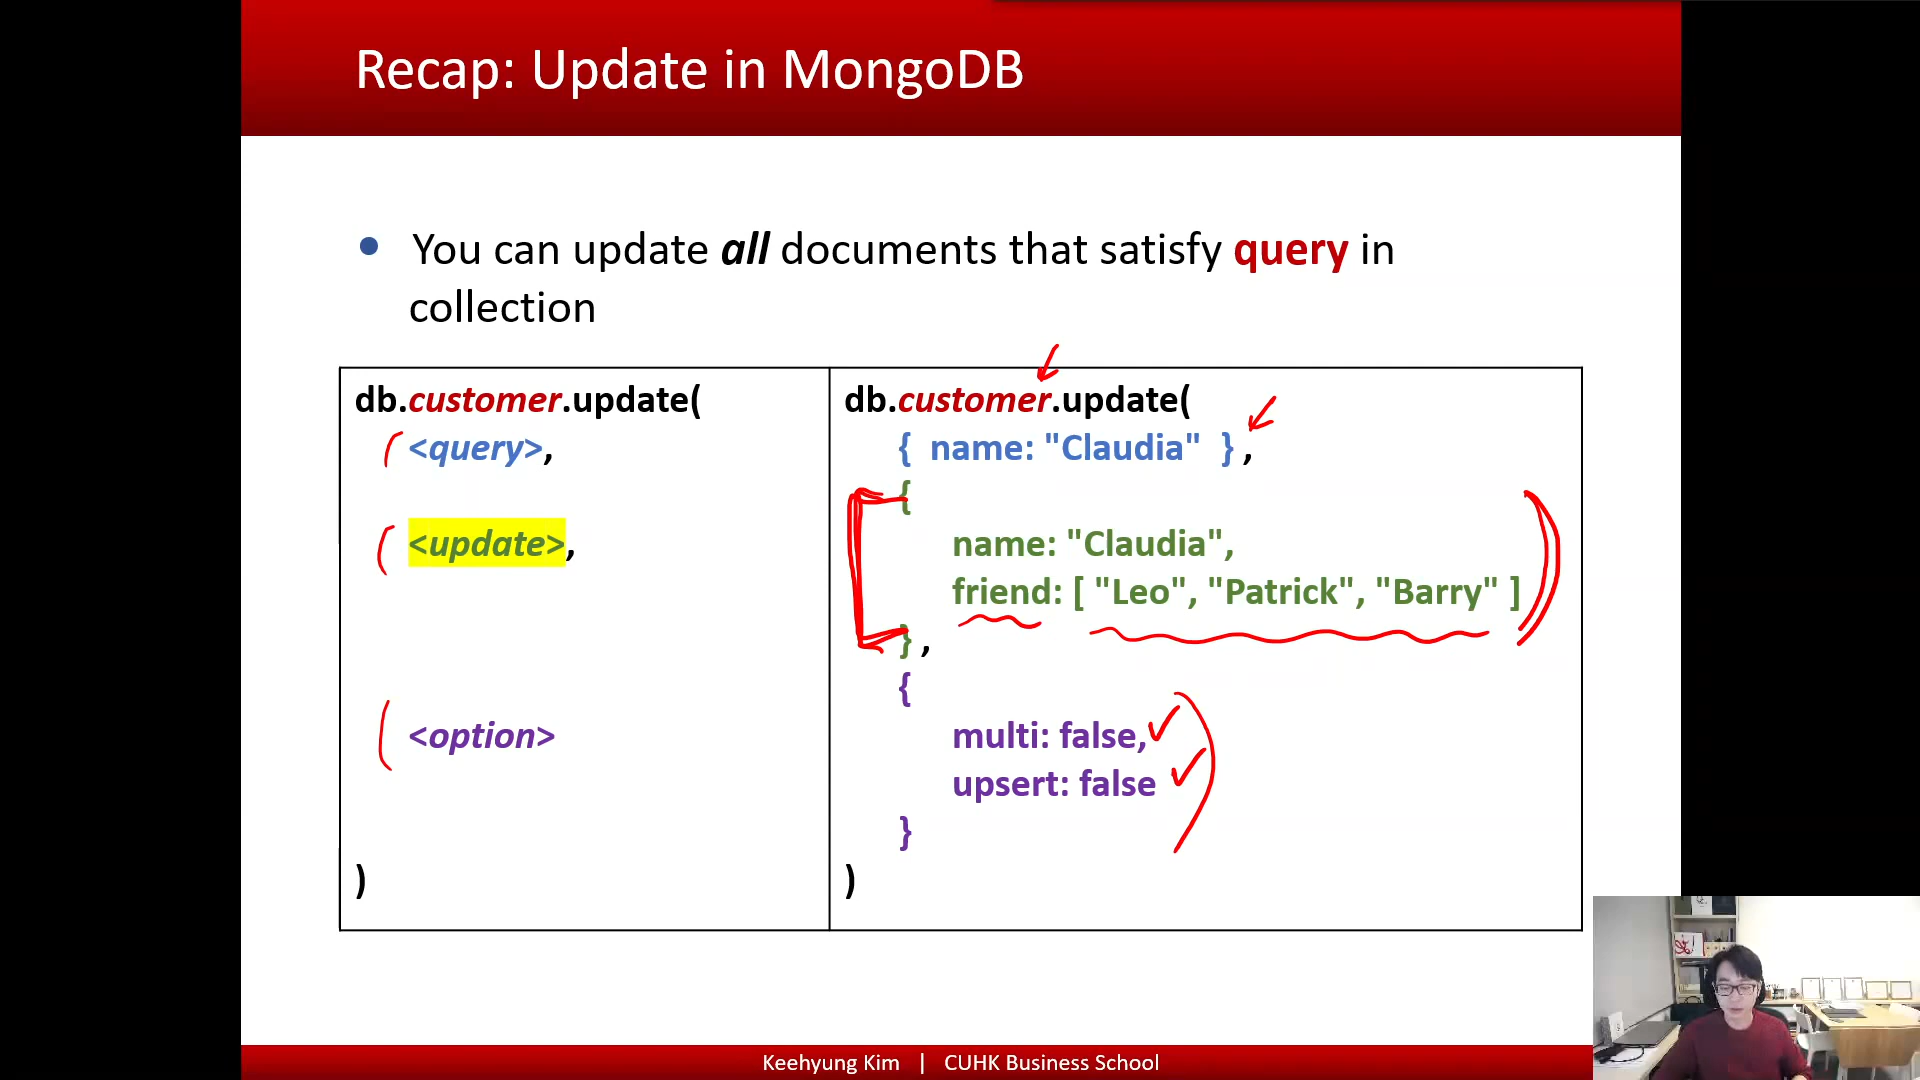 Recap: Update in MongoDB
• You can update all documents that satisfy query in
collection
db.customer.update(
<query>,
<update>,
<option>
)
db.customer.update(
{ name: "Claudia" },
{
name: "Claudia",
friend: [ "Leo", "Patrick", "Barry" ]
},
{
multi: false,
upsert: false
}
)
Keehyung Kim | CUHK Business School